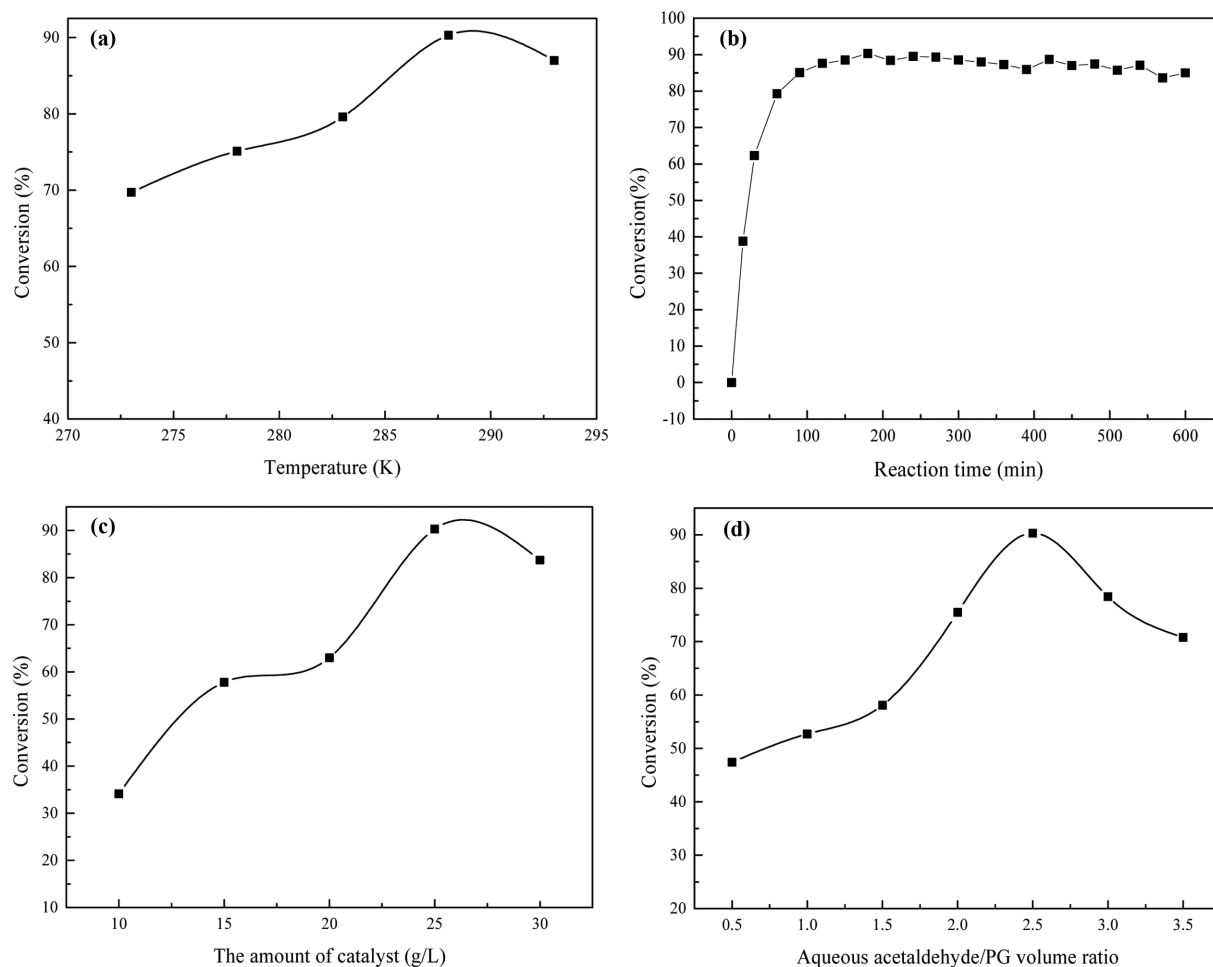 (a)
90
80
70
60
50
40
270 275 280 285 290 295
Conversion (%)
Temperature (K)
(b)
100
90
80
70
60
50
40
30
20
10
0
-10
0 100 200 300 400 500 600
Conversion(%)
Reaction time (min)
(c)
90
80
70
60
50
40
30
20
10
10 15 20 25 30
Conversion (%)
The amount of catalyst (g/L)
(d)
90
80
70
60
50
40
30
20
0.5 1.0 1.5 2.0 2.5 3.0 3.5
Conversion (%)
Aqueous acetaldehyde/PG volume ratio